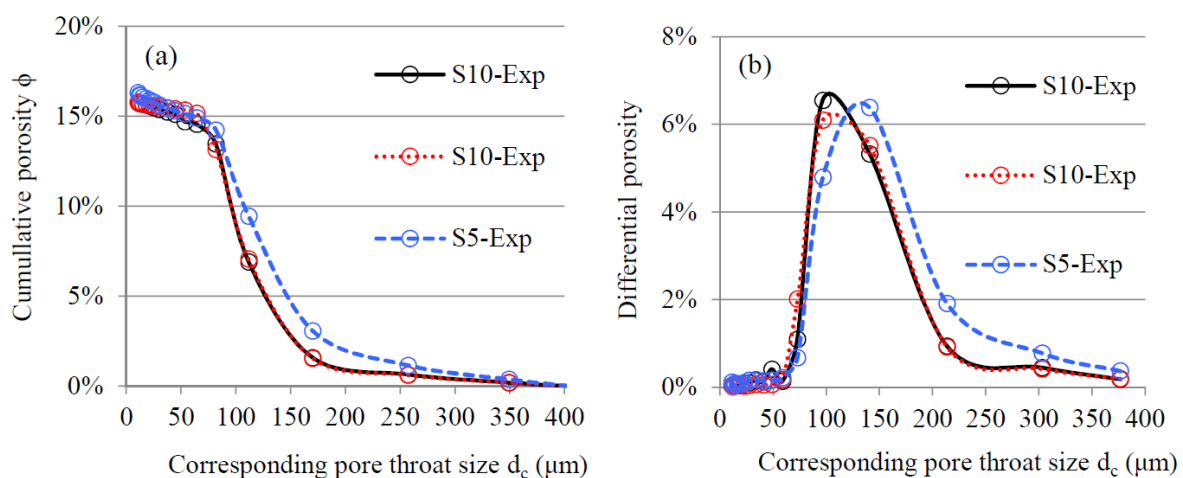 (a)
Cumullative porosity ϕ
20%
15%
10%
5%
0%
S10-Exp
S10-Exp
S5-Exp
0 50 100 150 200 250 300 350 400
Corresponding pore throat size dc (μm)
(b)
Differential porosity
8%
6%
4%
2%
0%
S10-Exp
S10-Exp
S5-Exp
0 50 100 150 200 250 300 350 400
Corresponding pore throat size dc (μm)